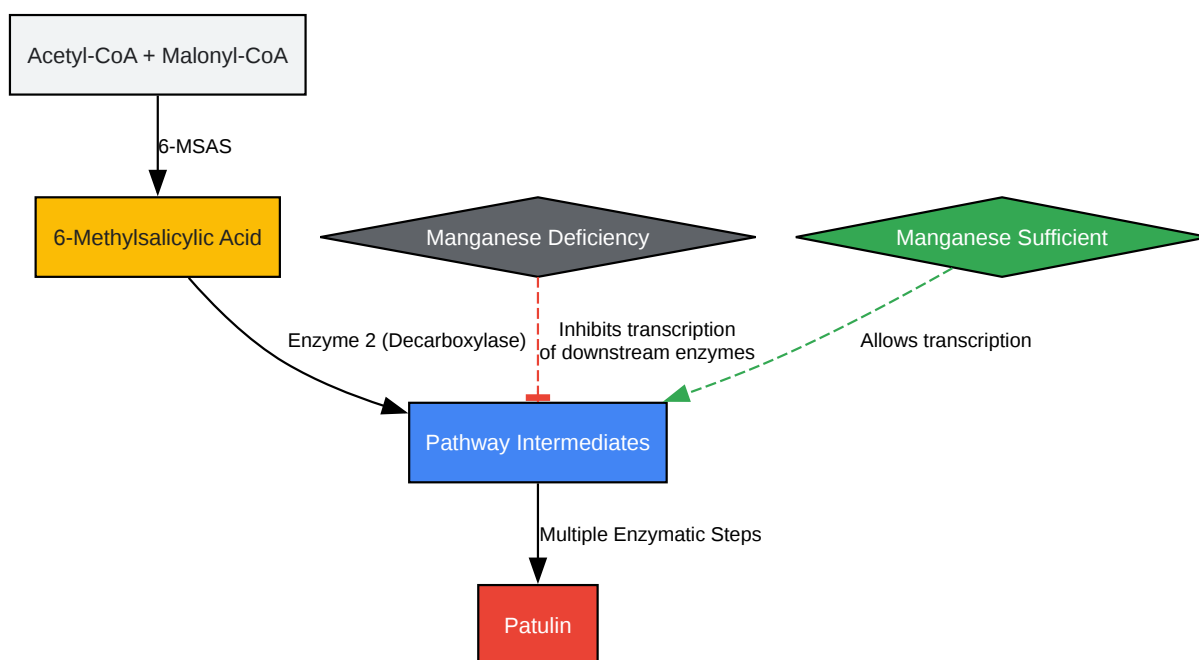 Acetyl-CoA + Malonyl-CoA
6-MSAS
6-Methylsalicylic Acid
Manganese Deficiency
Manganese Sufficient
Enzyme 2 (Decarboxylase)
Inhibits transcription
of downstream enzymes
Allows transcription
Pathway Intermediates
Multiple Enzymatic Steps
Patulin